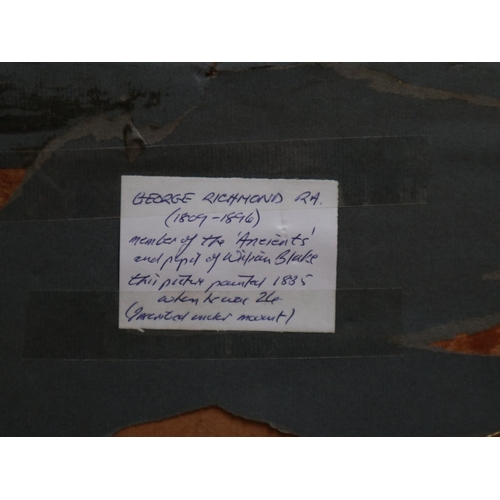 GEORGE RICHMOND RA.
(1809-1896)
member of the 'Ancients'
and pupil of William Blake
this picture painted 1835
when he was 26
(Inscribed under mount)